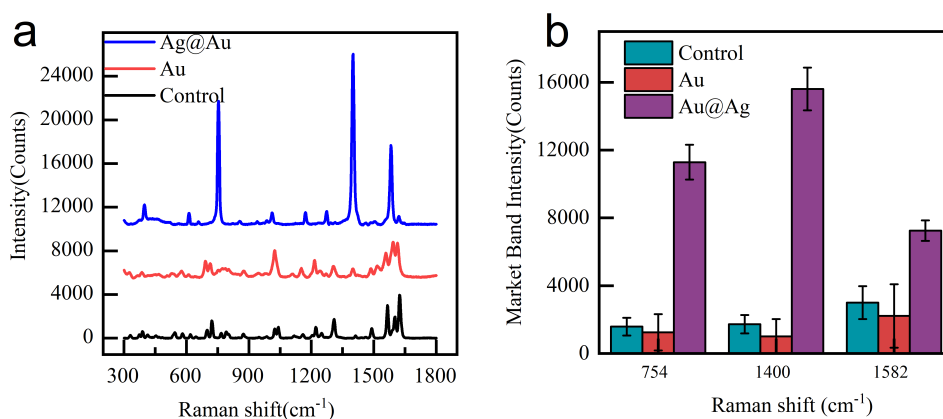 a
Ag@Au
Au
Control
24000
20000
16000
12000
8000
4000
0
Intensity(Counts)
300 600 900 1200 1500 1800
Raman shift(cm⁻¹)
b
Control
Au
Au@Ag
16000
12000
8000
4000
0
Market Band Intensity(Counts)
754 1400 1582
Raman shift (cm⁻¹)